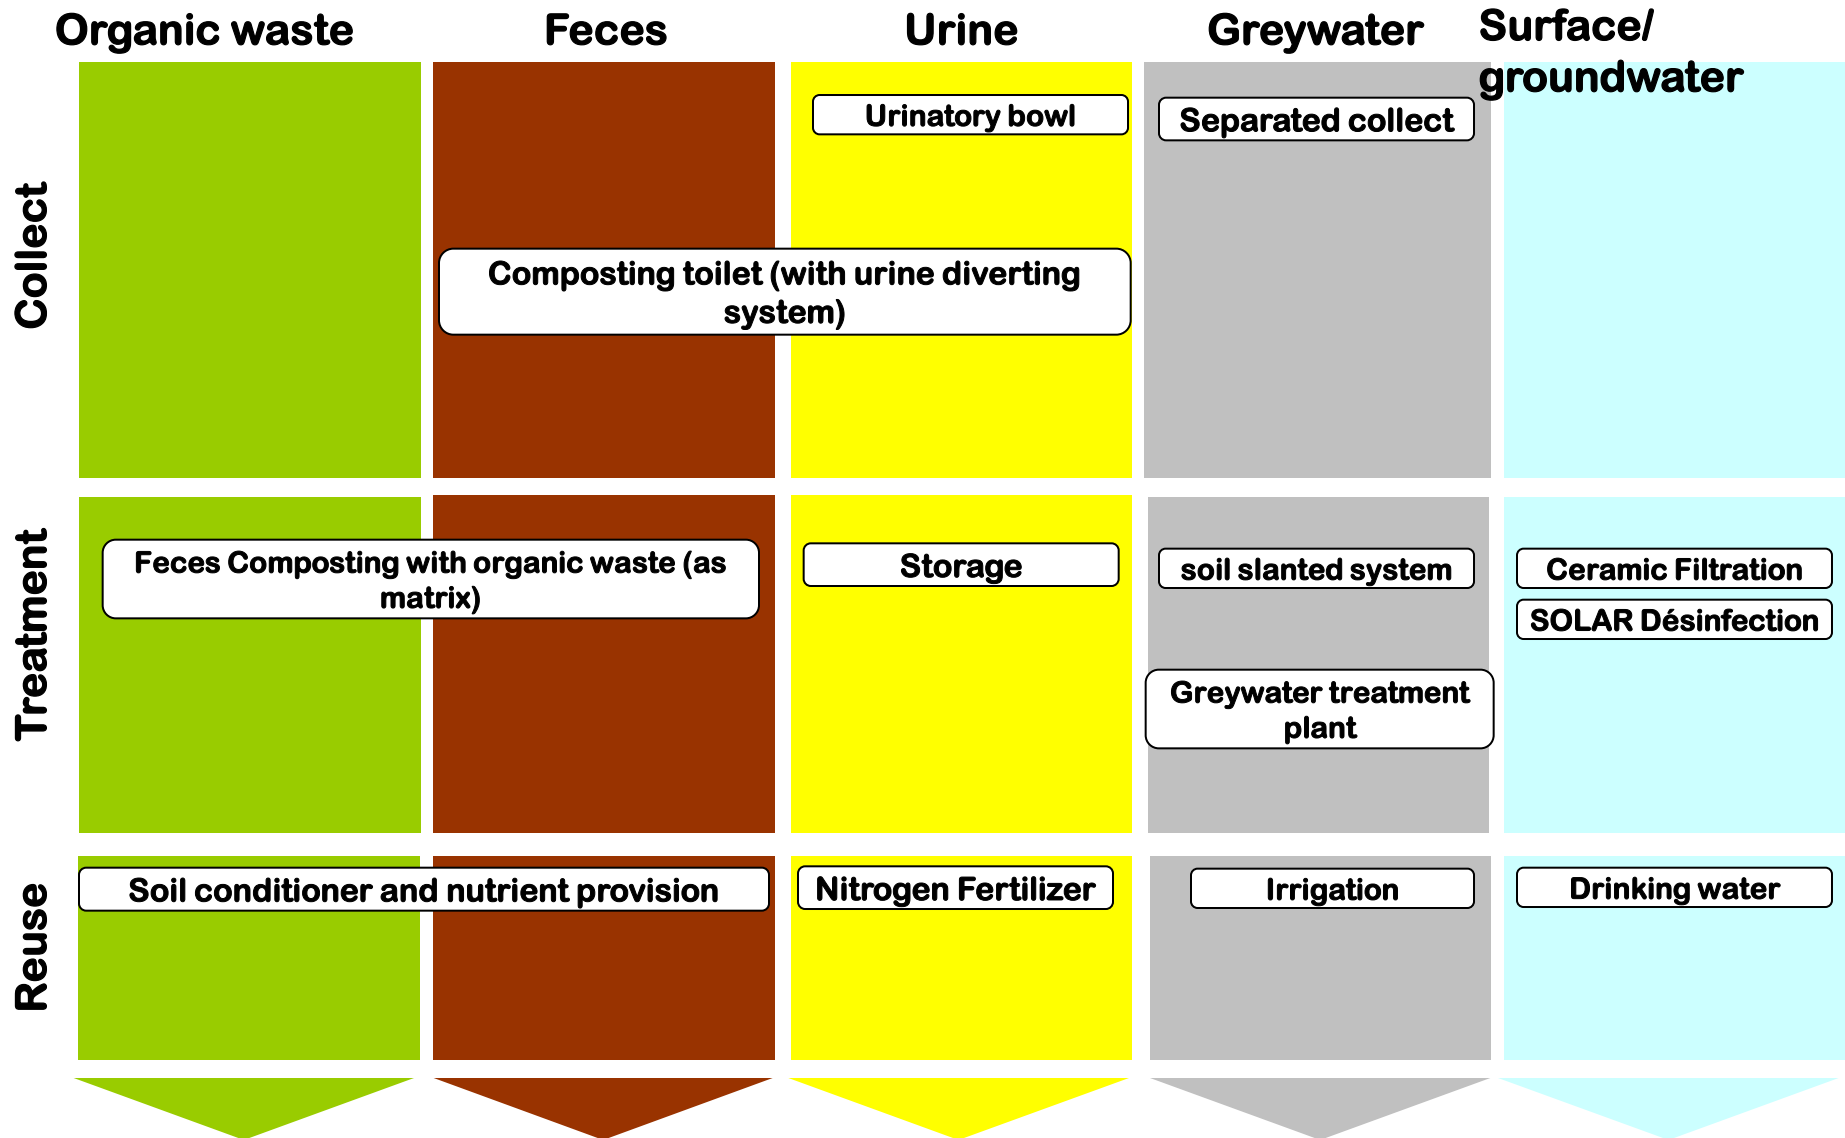 Organic waste
Feces
Urine
Greywater
Surface/
groundwater
Collect
Urinatory bowl
Separated collect
Composting toilet (with urine diverting
system)
Treatment
Feces Composting with organic waste (as
matrix)
Storage
soil slanted system
Ceramic Filtration
SOLAR Désinfection
Greywater treatment
plant
Reuse
Soil conditioner and nutrient provision
Nitrogen Fertilizer
Irrigation
Drinking water